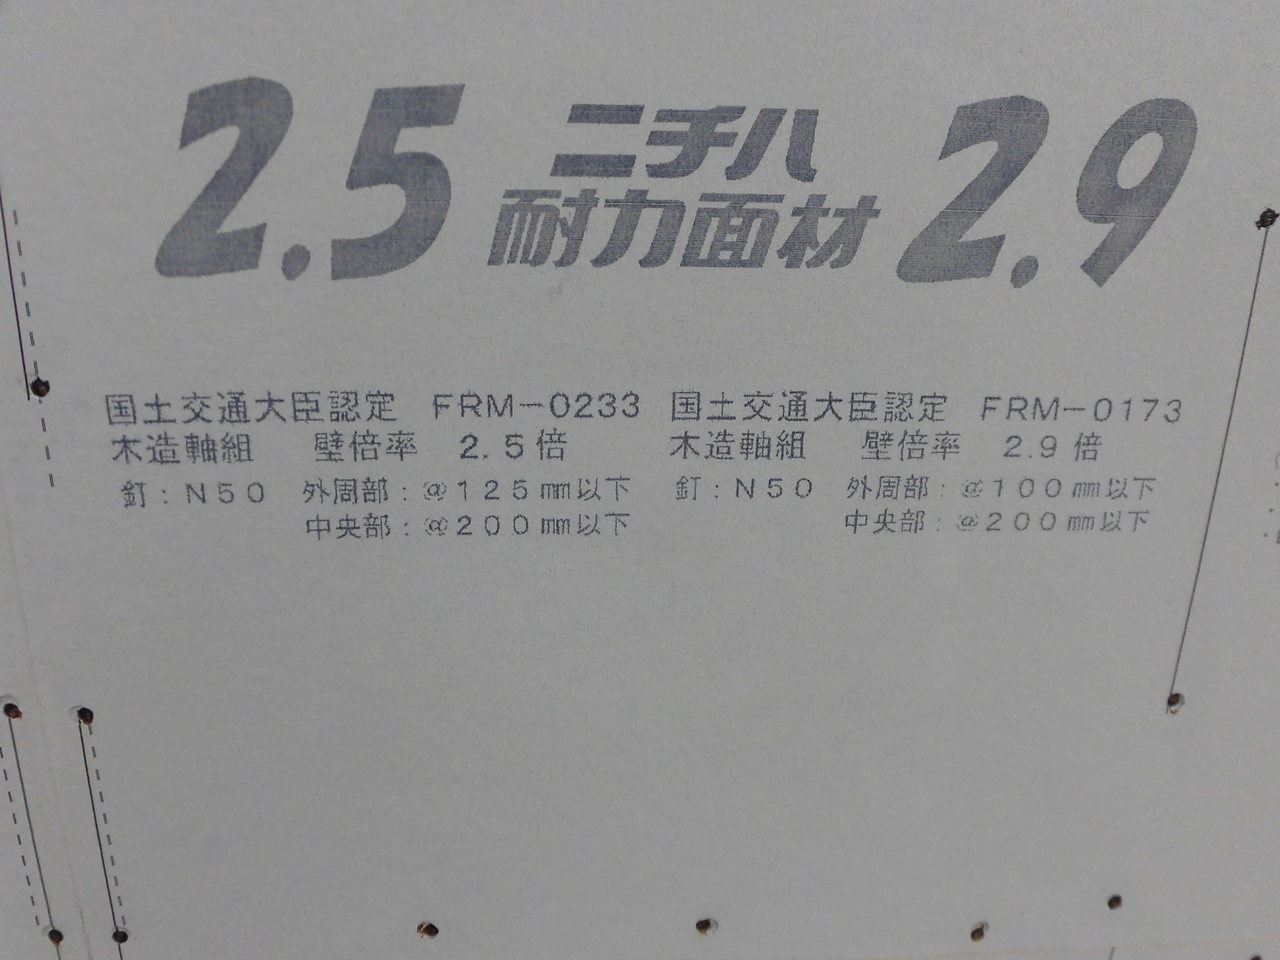 2.5 ニチハ 2.9
耐力面材
国土交通大臣認定 FRM-0233
木造軸組 壁倍率 2.5倍
釘:N50 外周部:@125㎜以下
中央部:@200㎜以下
国土交通大臣認定 FRM-0173
木造軸組 壁倍率 2.9倍
釘:N50 外周部:@100㎜以下
中央部:@200㎜以下